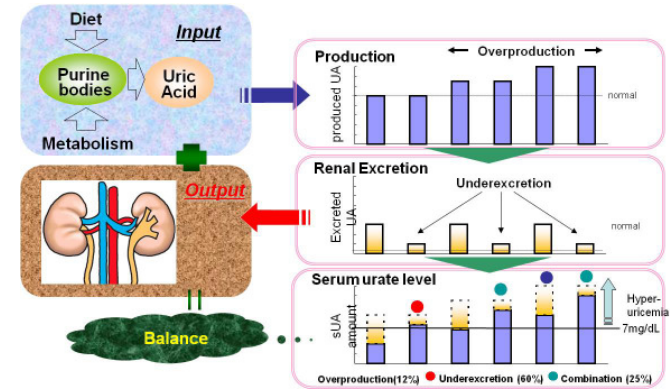 Diet
Input
Purine
bodies
Uric
Acid
Metabolism
Output
Balance
Production
Overproduction
produced UA
normal
Renal Excretion
Underexcretion
Excreted
UA
normal
Serum urate level
sUA
amount
Hyper-
uricemia
7mg/dL
Overproduction(12%) Underexcretion (60%) Combination (25%)